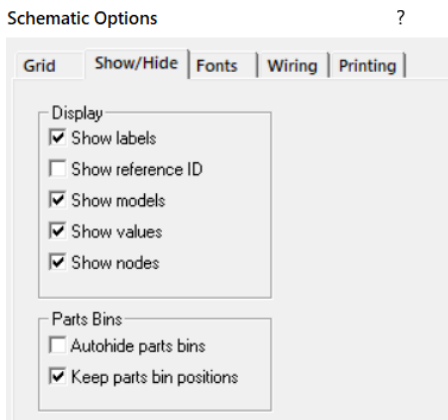 Schematic Options ?
Grid Show/Hide Fonts Wiring Printing
Display
Show labels
Show reference ID
Show models
Show values
Show nodes
Parts Bins
Autohide parts bins
Keep parts bin positions